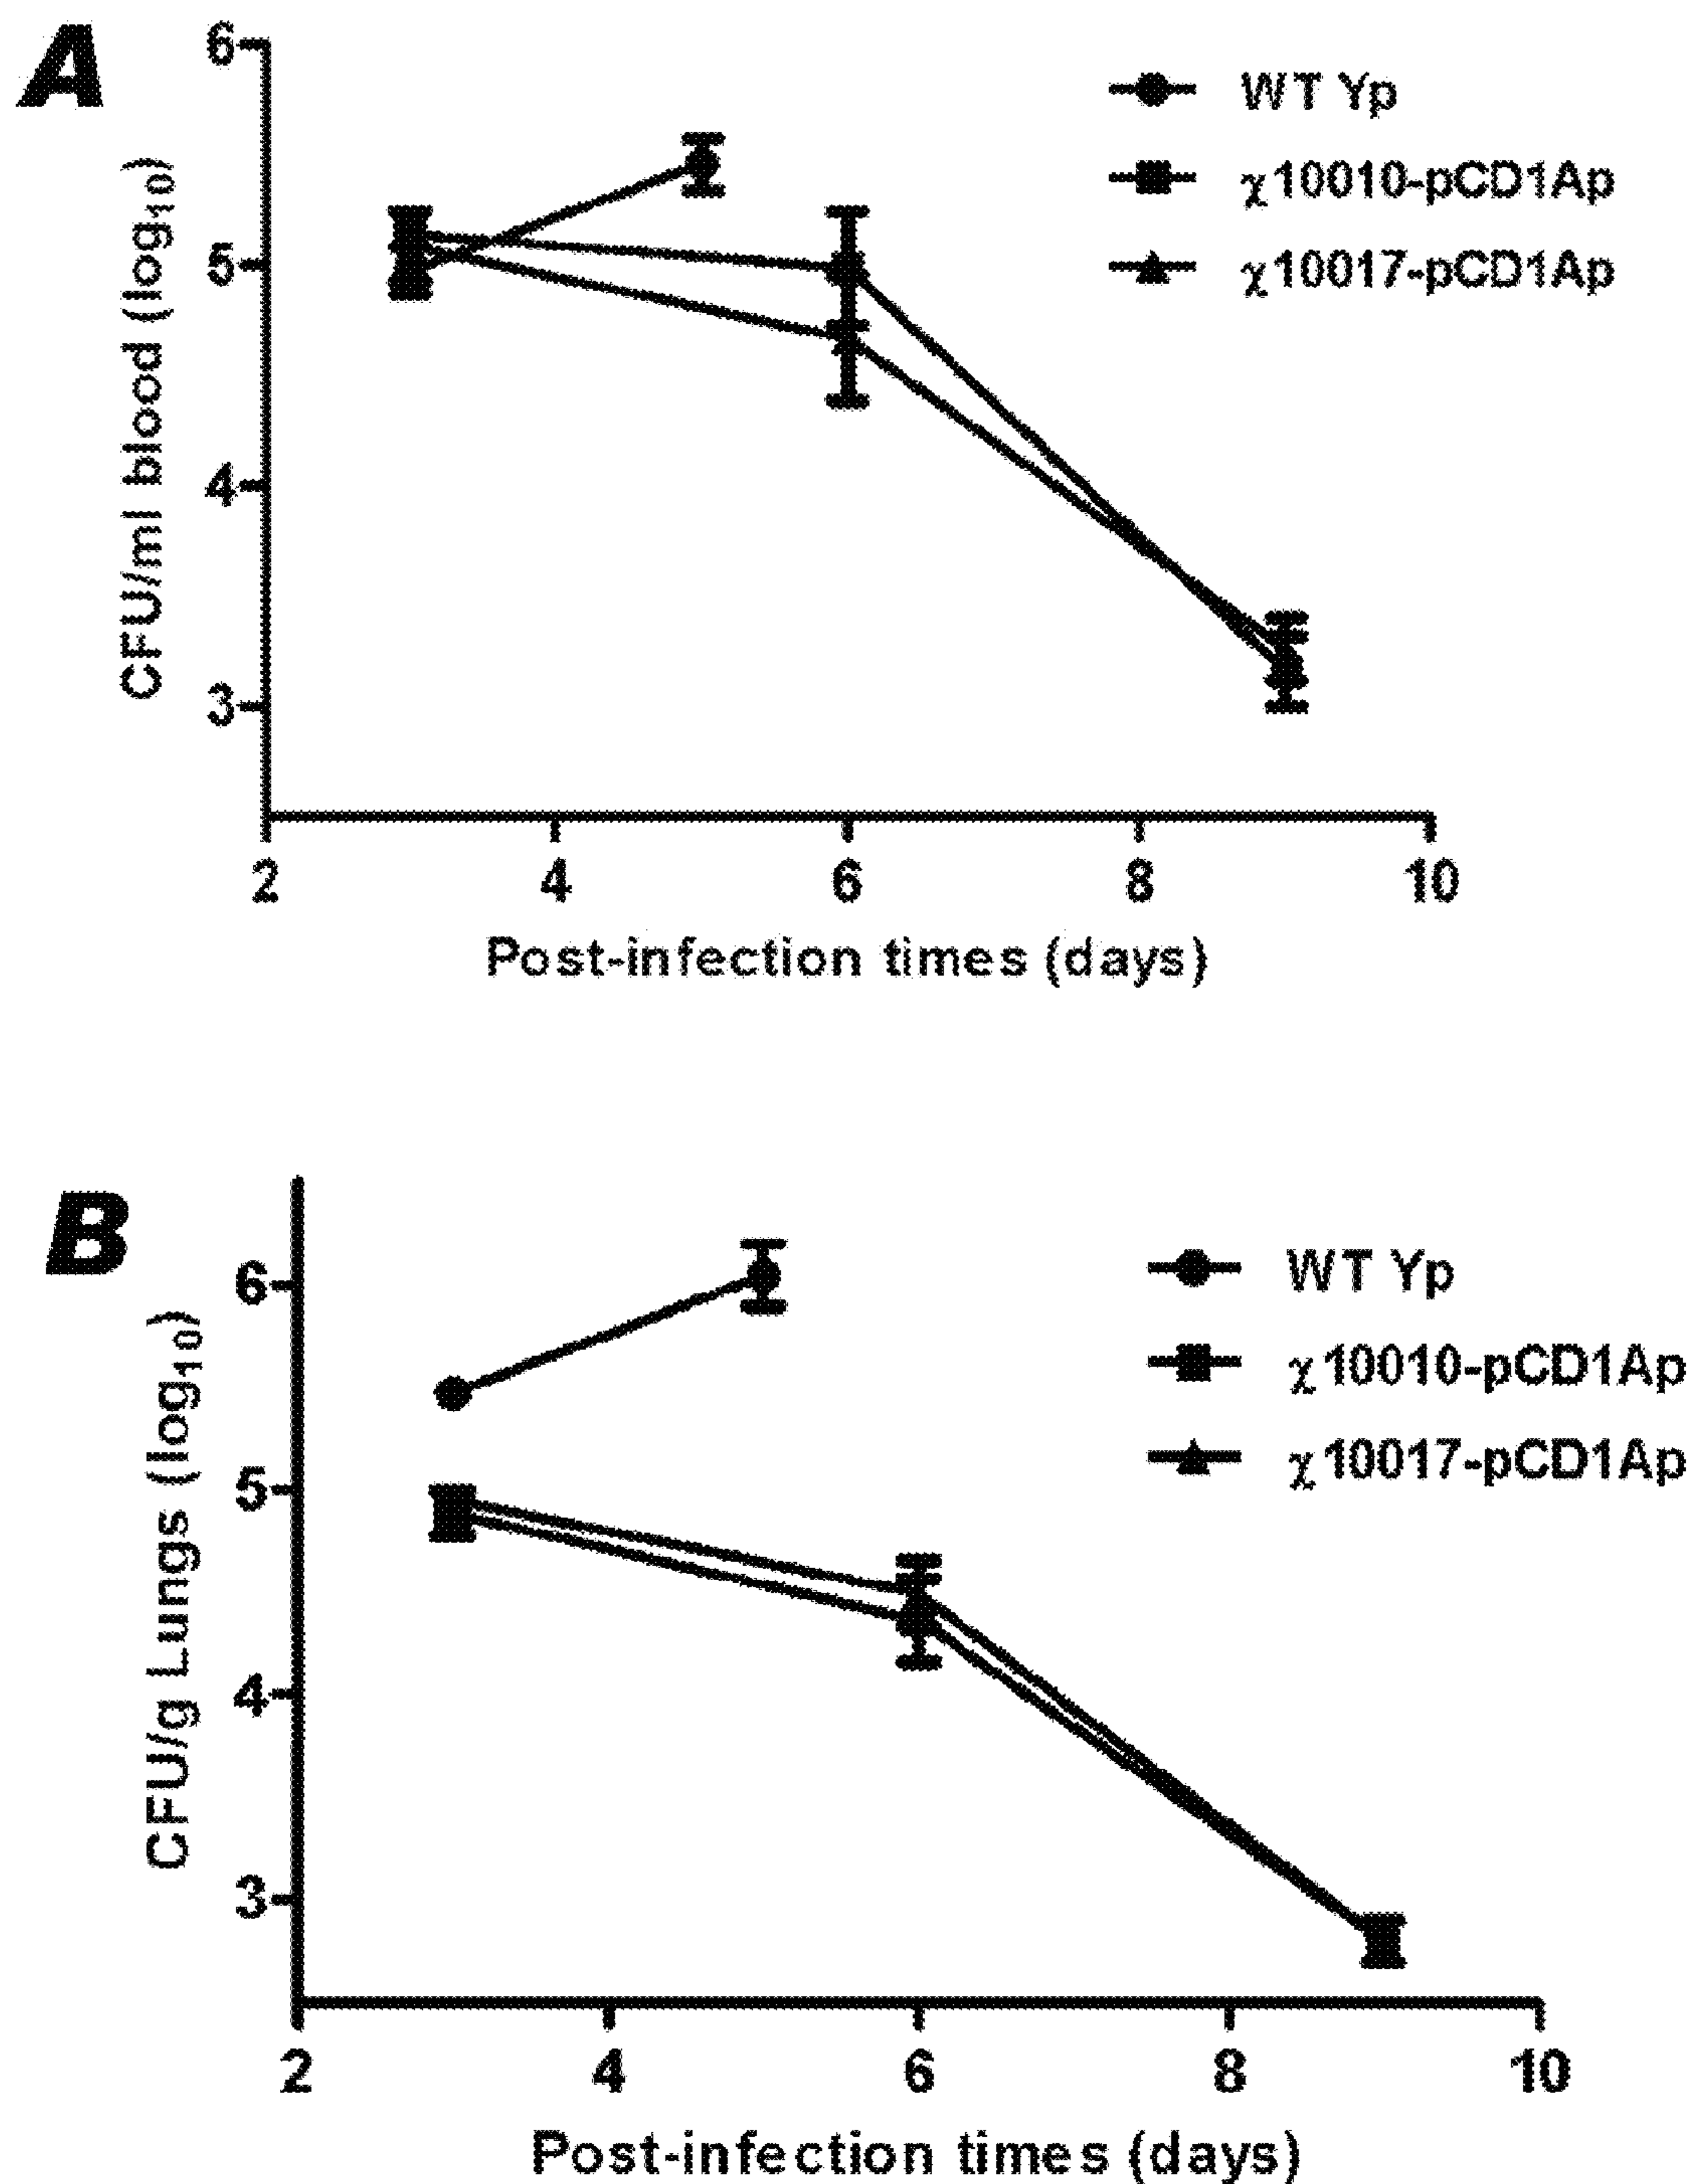 A
6
5
4
3
CFU/ml blood (log10)
WT Yp
χ10010-pCD1Ap
χ10017-pCD1Ap
2 4 6 8 10
Post-infection times (days)
B
6
5
4
3
CFU/g Lungs (log10)
WT Yp
χ10010-pCD1Ap
χ10017-pCD1Ap
2 4 6 8 10
Post-infection times (days)